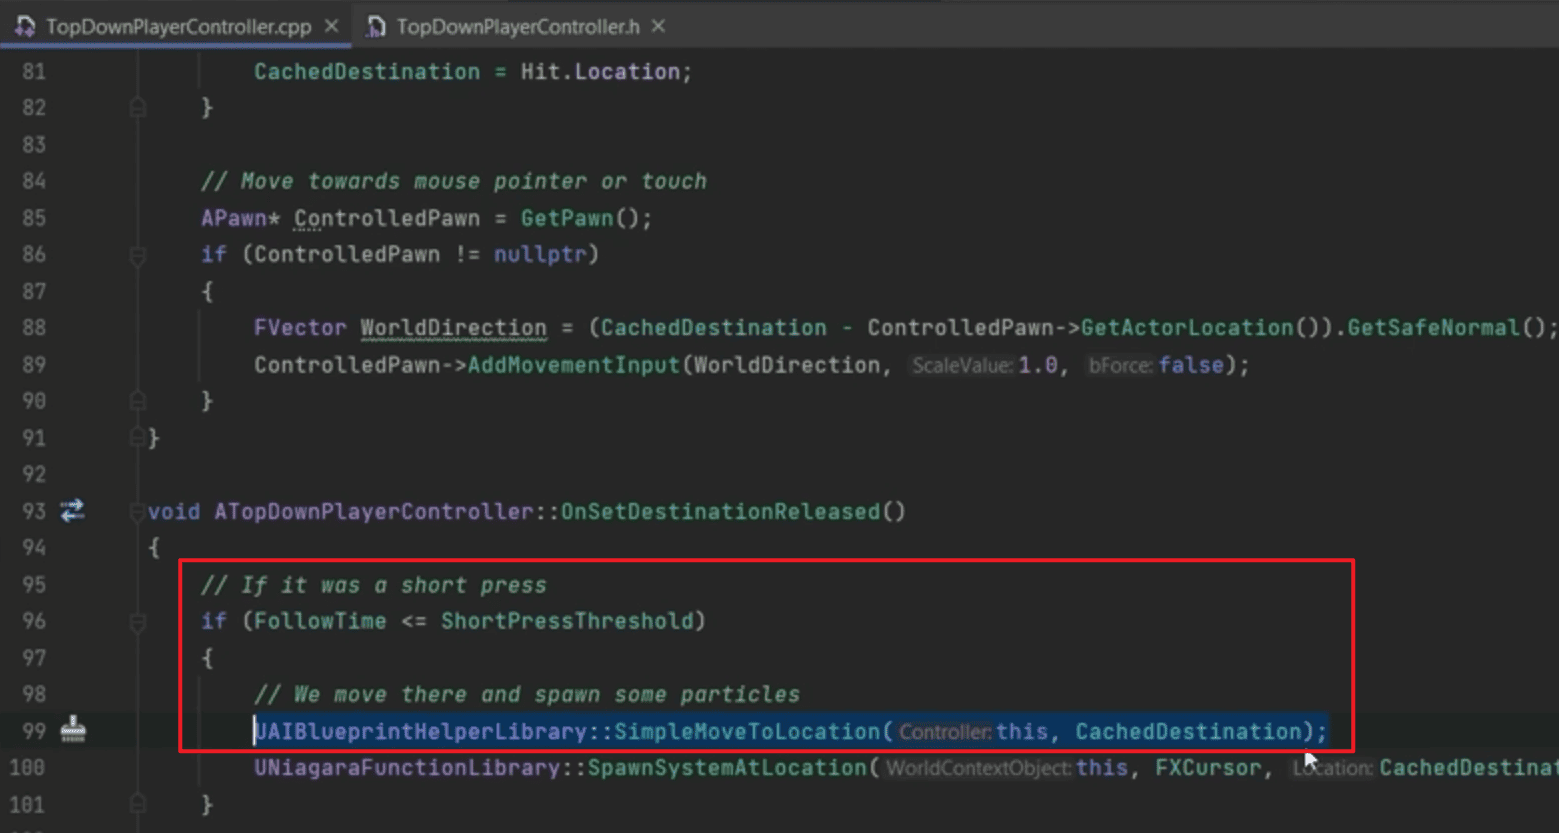 TopDownPlayerController.cpp × TopDownPlayerController.h ×
81 CachedDestination = Hit.Location;
82 }
83
84 // Move towards mouse pointer or touch
85 APawn* ControlledPawn = GetPawn();
86 if (ControlledPawn != nullptr)
87 {
88 FVector WorldDirection = (CachedDestination - ControlledPawn->GetActorLocation()).GetSafeNormal();
89 ControlledPawn->AddMovementInput(WorldDirection, ScaleValue: 1.0, bForce: false);
90 }
91 }
92
93 void ATopDownPlayerController::OnSetDestinationReleased()
94 {
95 // If it was a short press
96 if (FollowTime <= ShortPressThreshold)
97 {
98 // We move there and spawn some particles
99 UAIBlueprintHelperLibrary::SimpleMoveToLocation( Controller: this, CachedDestination);
100 UNiagaraFunctionLibrary::SpawnSystemAtLocation( WorldContextObject: this, FXCursor, Location: CachedDestinat
101 }